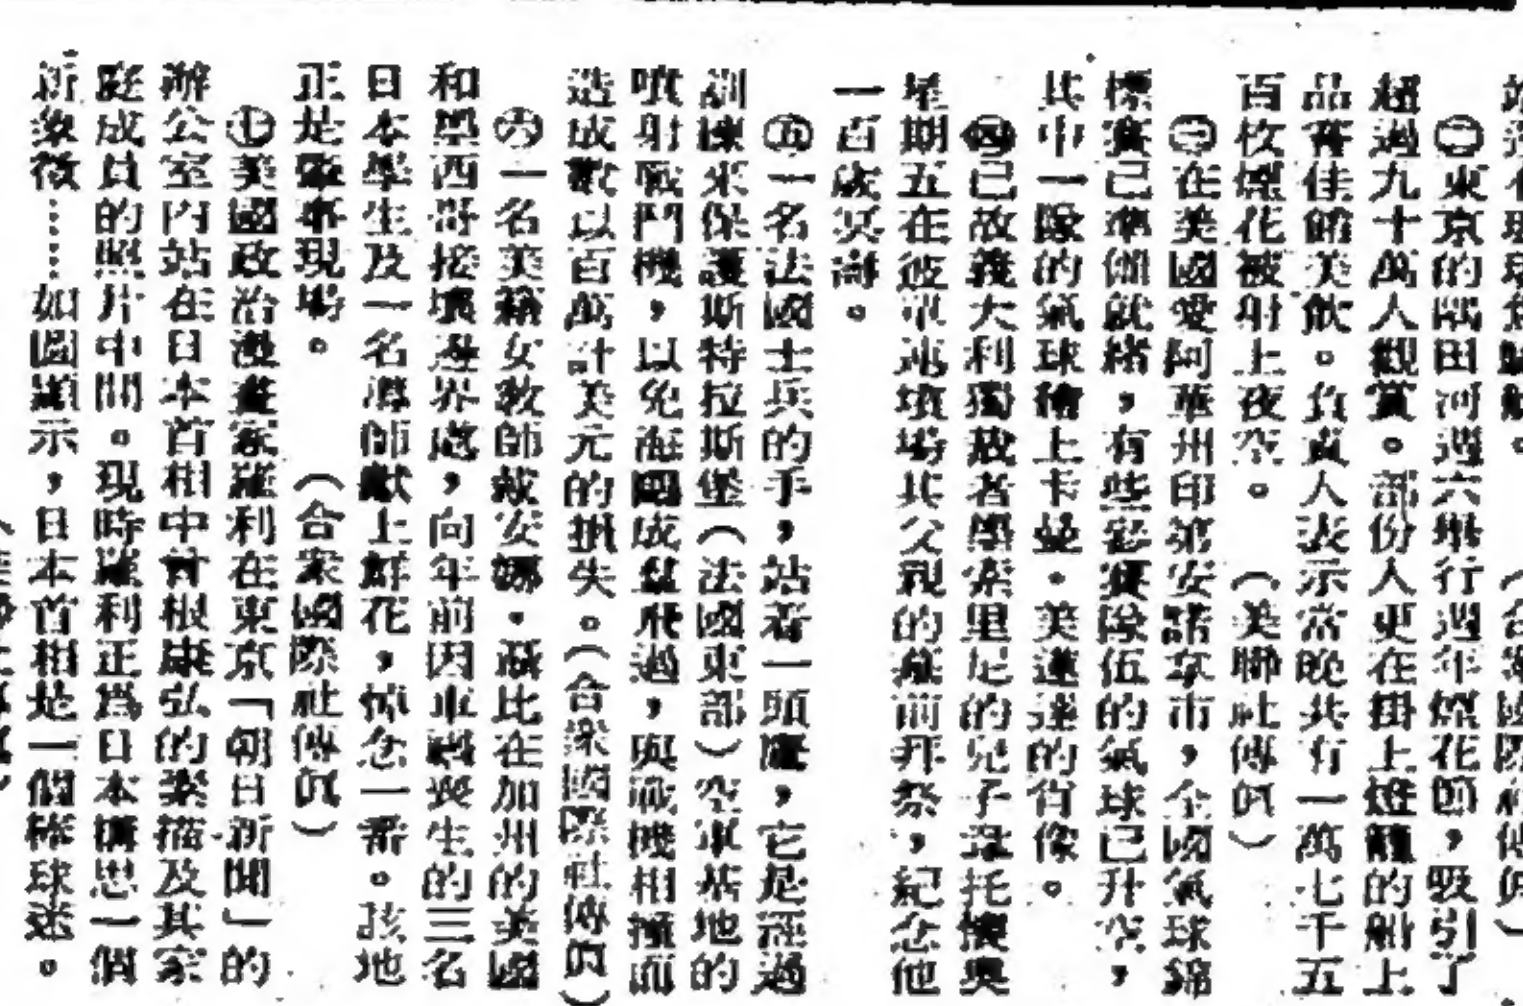 ㊁東京的隅田河週六舉行週年煙花節，吸引了
超過九十萬人觀賞。部份人更在掛上燈籠的船上
品嘗佳餚美飲。負責人表示當晚共有一萬七千五
百枚煙花被射上夜空。（美聯社傳真）
㊂在美國愛阿華州印第安諾拿市，全國氣球錦
標賽已準備就緒，有些參賽隊伍的氣球已升空，
其中一隊的氣球繪上卡曼・美蓮達的肖像。
㊃已故義大利獨裁者墨索里尼的兒子幸托懷奧
星期五在彼軍連墳場其父親的墓前拜祭，紀念他
一百歲冥壽。
㊄一名法國士兵的手，站着一頭鷹，它是經過
訓練來保護斯特拉斯堡（法國東部）空軍基地的
噴射戰鬥機，以免海鷗成羣飛過，與戰機相撞而
造成數以百萬計美元的損失。（合衆國際社傳真）
㊅一名美籍女教師戴安娜・蘇比在加州的美國
和墨西哥接壤邊界處，向年前因車禍喪生的三名
日本學生及一名導師獻上鮮花，悼念一番。該地
正是肇事現場。（合衆國際社傳真）
㊆美國政治漫畫家羅利在東京「朝日新聞」的
辦公室內站在日本首相中曾根康弘的素描及其家
庭成員的照片中間。現時羅利正爲日本構思一個
新象徵……如圖顯示，日本首相是一個棒球迷。